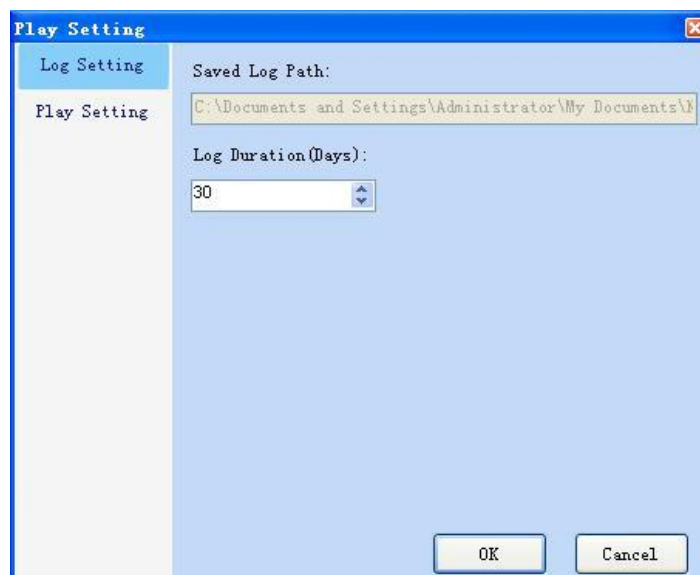 Play Setting
Log Setting
Play Setting
Saved Log Path:
C:\Documents and Settings\Administrator\My Documents\
Log Duration(Days):
30
OK
Cancel